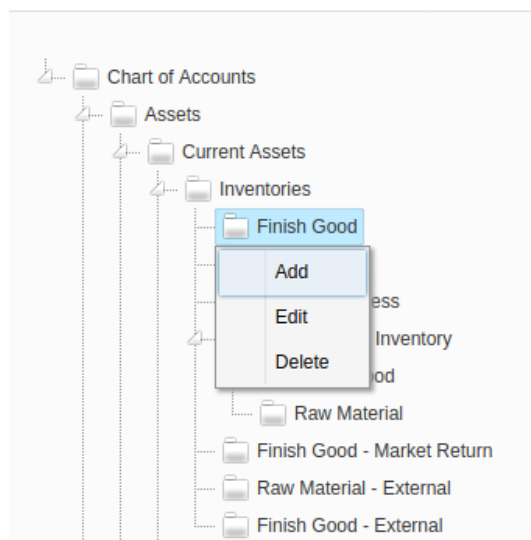 Chart of Accounts
Assets
Current Assets
Inventories
Finish Good
Add
ess
Edit
Inventory
Delete
ood
Raw Material
Finish Good - Market Return
Raw Material - External
Finish Good - External